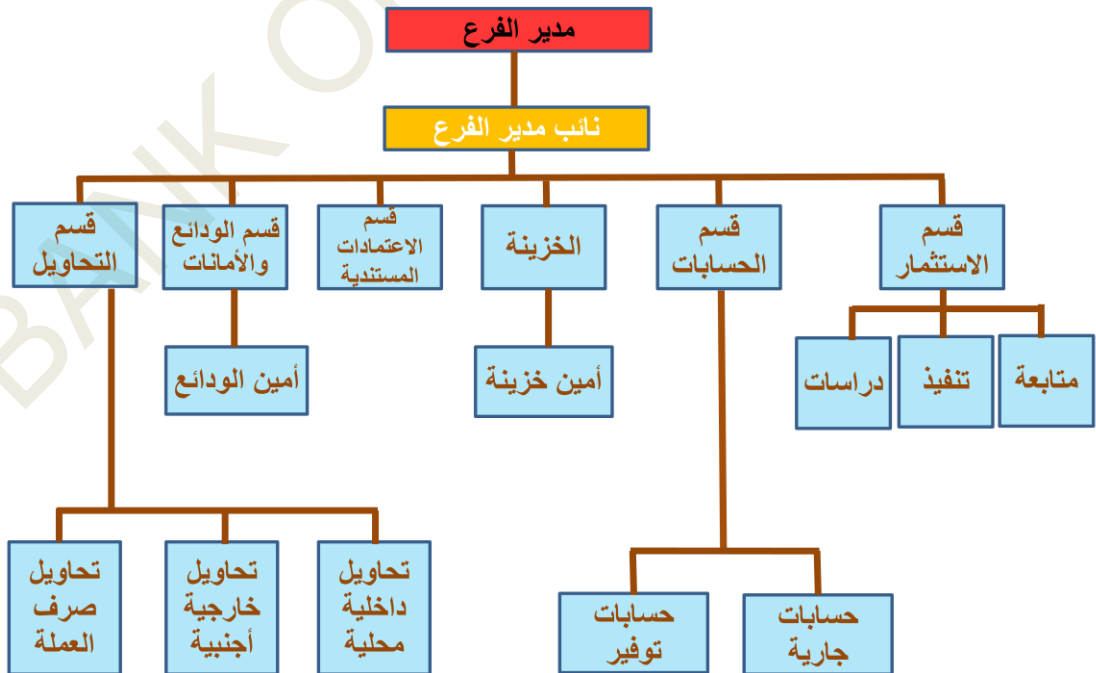 مدير الفرع
نائب مدير الفرع
قسم
الاستثمار
قسم
الحسابات
الخزينة
قسم
الاعتمادات
المستندية
قسم الودائع
والأمانات
قسم
التحاويل
متابعة
تنفيذ
دراسات
أمين خزينة
أمين الودائع
حسابات
جارية
حسابات
توفير
تحاويل
داخلية
محلية
تحاويل
خارجية
أجنبية
تحاويل
صرف
العملة
BANK O